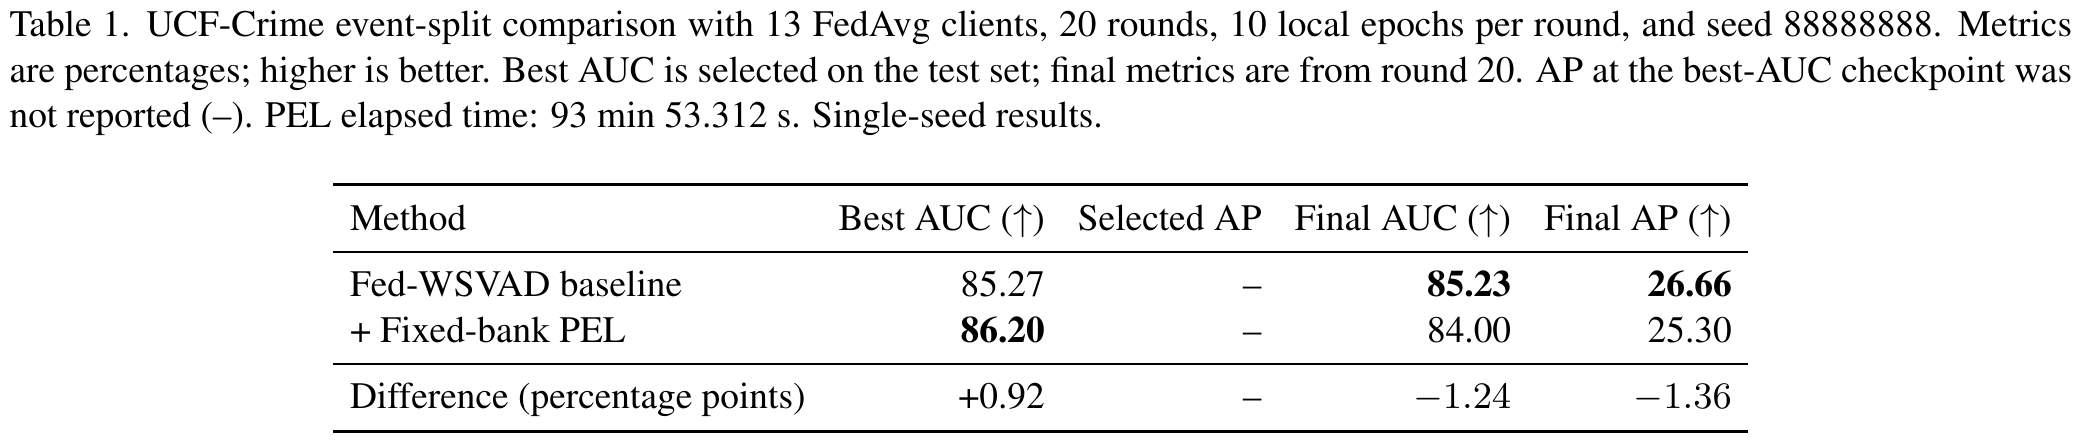 Table 1. UCF-Crime event-split comparison with 13 FedAvg clients, 20 rounds, 10 local epochs per round, and seed 88888888. Metrics
are percentages; higher is better. Best AUC is selected on the test set; final metrics are from round 20. AP at the best-AUC checkpoint was
not reported (–). PEL elapsed time: 93 min 53.312 s. Single-seed results.
Method Best AUC (↑) Selected AP Final AUC (↑) Final AP (↑)
Fed-WSVAD baseline 85.27 – 85.23 26.66
+ Fixed-bank PEL 86.20 – 84.00 25.30
Difference (percentage points) +0.92 – −1.24 −1.36